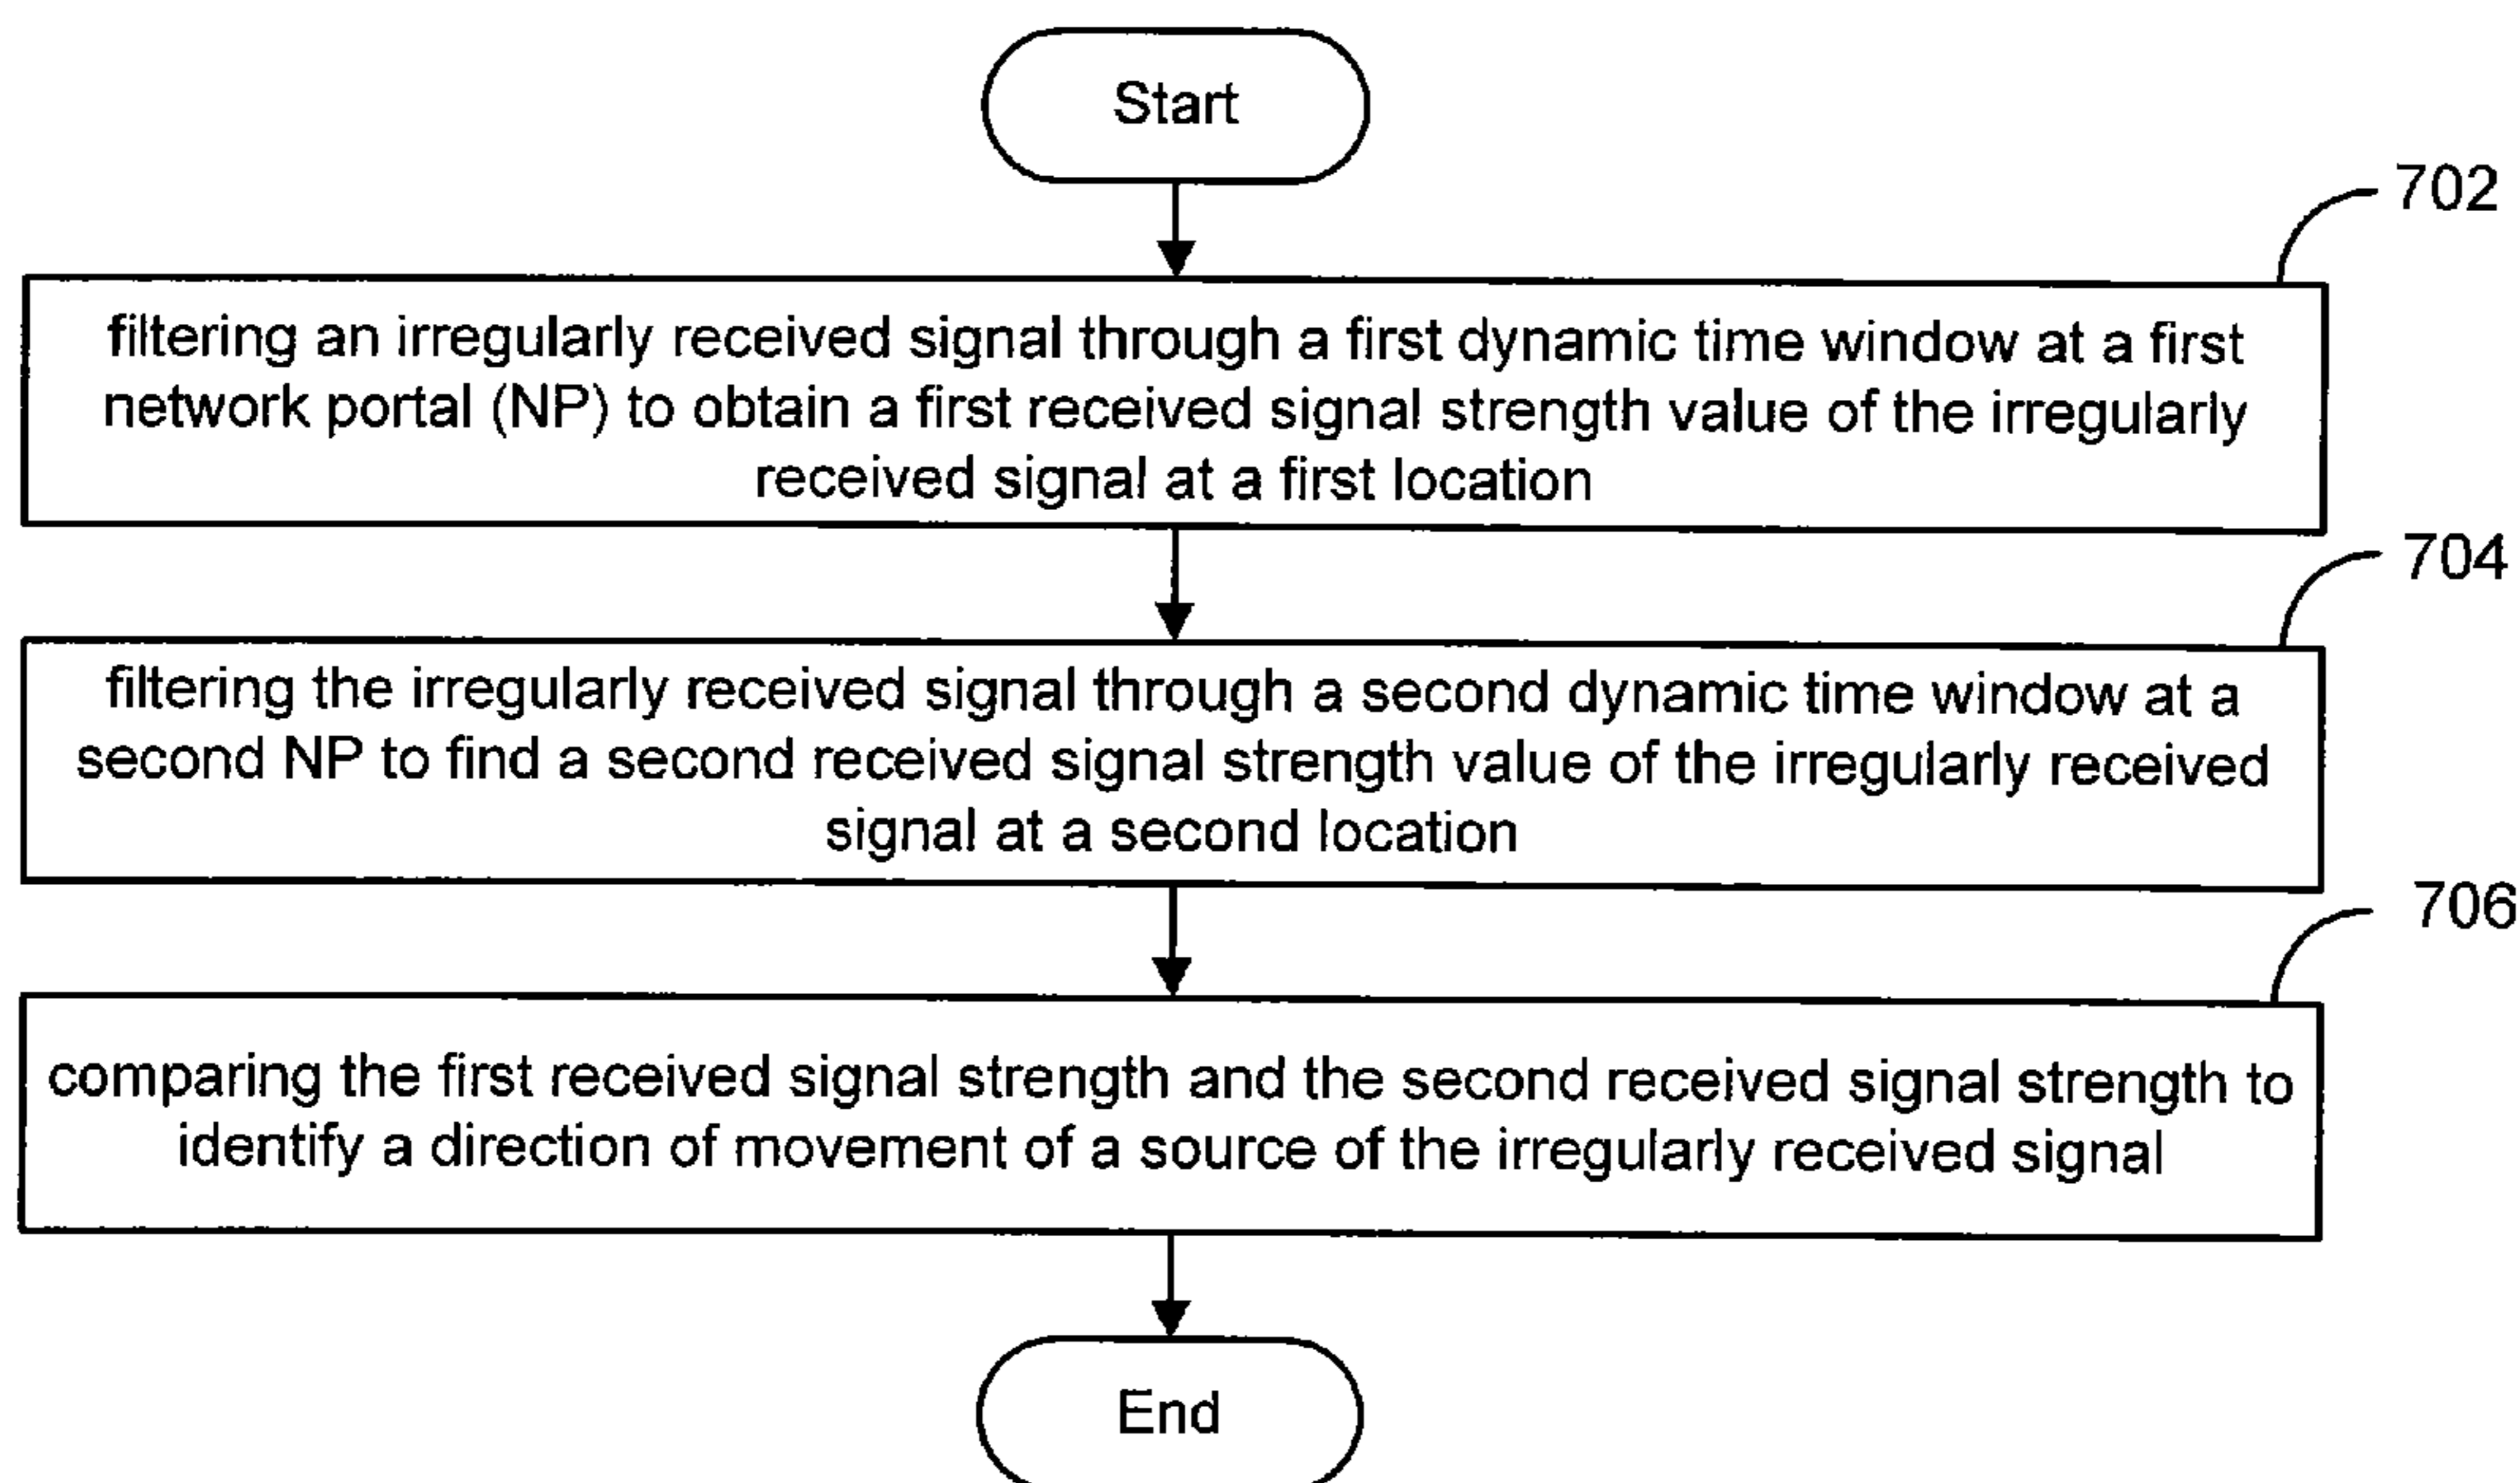 Start
702
filtering an irregularly received signal through a first dynamic time window at a first
network portal (NP) to obtain a first received signal strength value of the irregularly
received signal at a first location
704
filtering the irregularly received signal through a second dynamic time window at a
second NP to find a second received signal strength value of the irregularly received
signal at a second location
706
comparing the first received signal strength and the second received signal strength to
identify a direction of movement of a source of the irregularly received signal
End